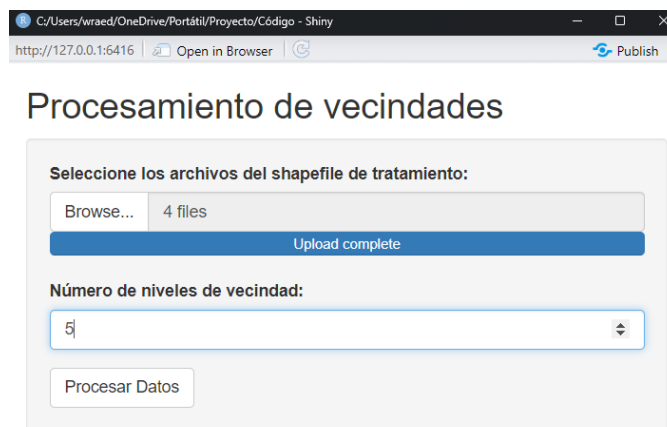 C:/Users/wraed/OneDrive/Portátil/Proyecto/Código - Shiny
http://127.0.0.1:6416 Open in Browser Publish
Procesamiento de vecindades
Seleccione los archivos del shapefile de tratamiento:
Browse... 4 files
Upload complete
Número de niveles de vecindad:
5
Procesar Datos